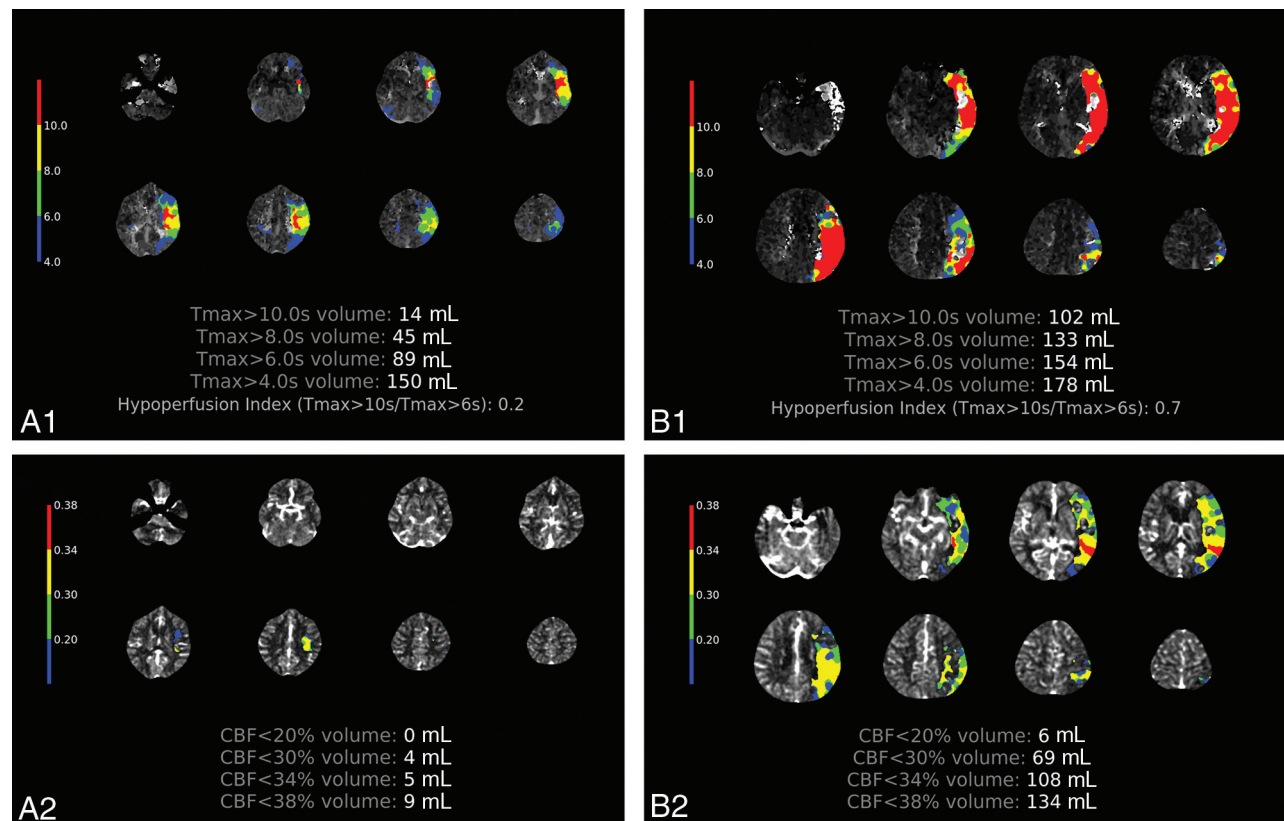 10.0
8.0
6.0
4.0
Tmax>10.0s volume: 14 mL
Tmax>8.0s volume: 45 mL
Tmax>6.0s volume: 89 mL
Tmax>4.0s volume: 150 mL
Hypoperfusion Index (Tmax>10s/Tmax>6s): 0.2
A1
10.0
8.0
6.0
4.0
Tmax>10.0s volume: 102 mL
Tmax>8.0s volume: 133 mL
Tmax>6.0s volume: 154 mL
Tmax>4.0s volume: 178 mL
Hypoperfusion Index (Tmax>10s/Tmax>6s): 0.7
B1
0.38
0.34
0.30
0.20
CBF<20% volume: 0 mL
CBF<30% volume: 4 mL
CBF<34% volume: 5 mL
CBF<38% volume: 9 mL
A2
0.38
0.34
0.30
0.20
CBF<20% volume: 6 mL
CBF<30% volume: 69 mL
CBF<34% volume: 108 mL
CBF<38% volume: 134 mL
B2